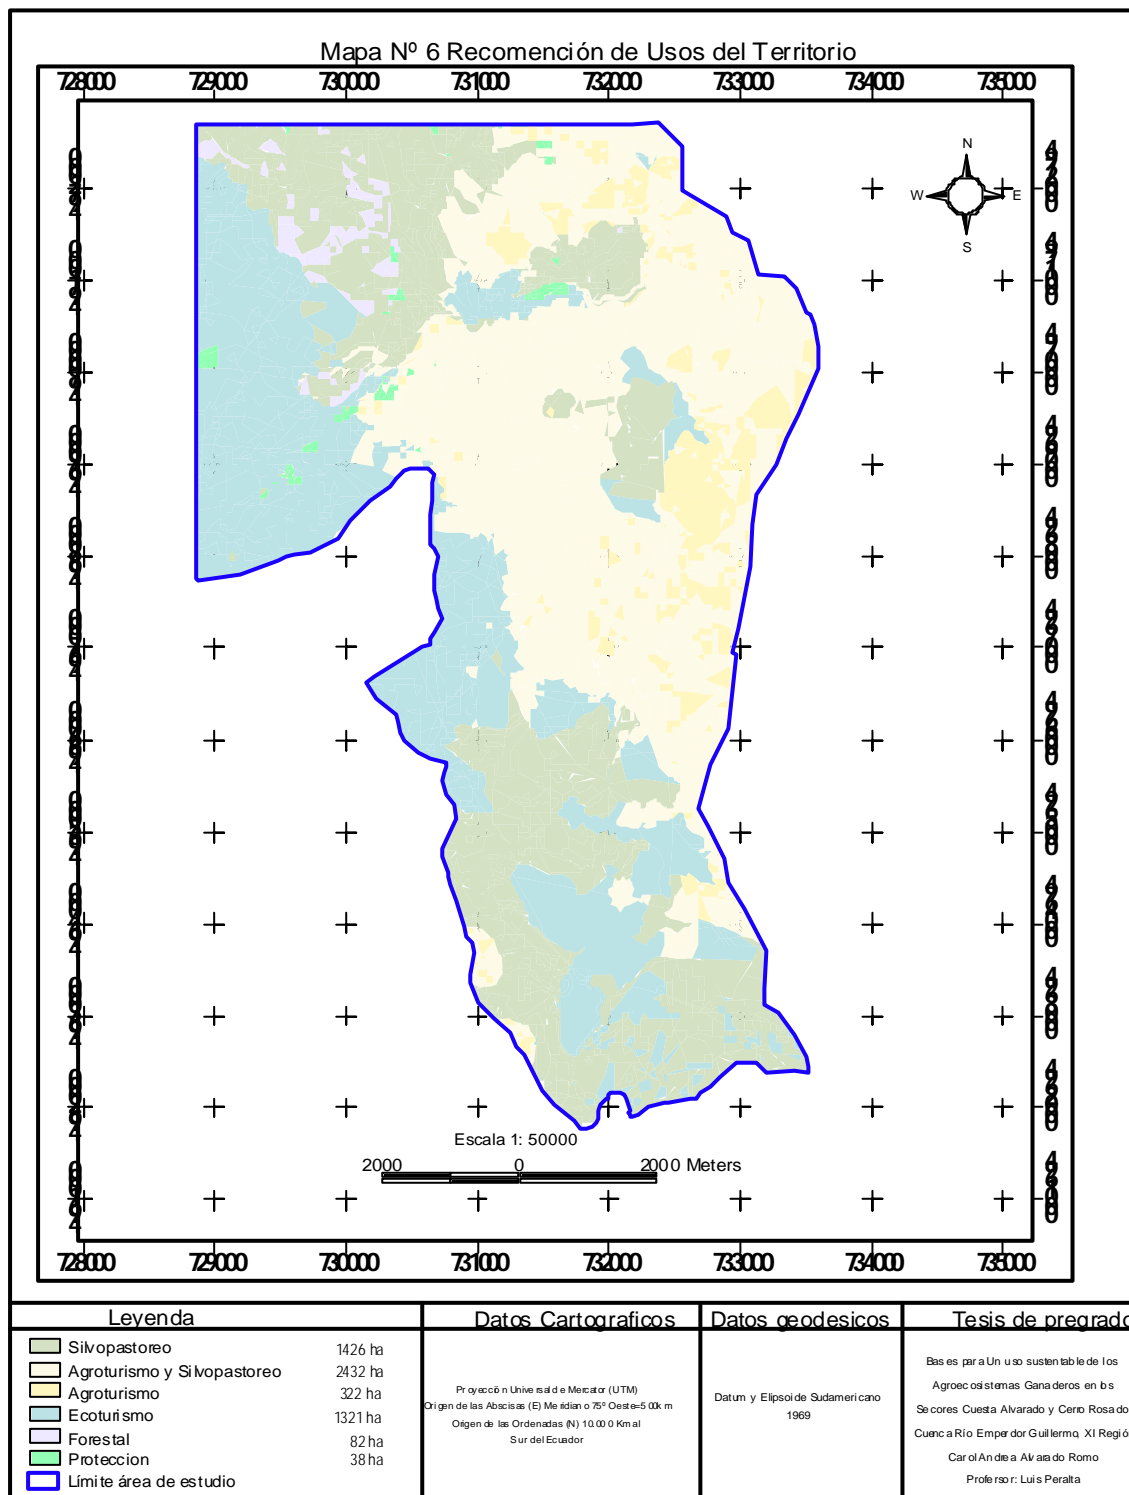 Mapa Nº 6 Recomención de Usos del Territorio
728000 729000 730000 731000 732000 733000 734000 735000
N
W E
S
Escala 1: 50000
2000 0 2000 Meters
728000 729000 730000 731000 732000 733000 734000 735000
Leyenda
Silvopastoreo 1426 ha
Agroturismo y Silvopastoreo 2432 ha
Agroturismo 322 ha
Ecoturismo 1321 ha
Forestal 82 ha
Proteccion 38 ha
Límite área de estudio
Datos Cartograficos
Proyección Universal de Mercator (UTM)
Origen de las Abscisas (E) Meridiano 75º Oeste=500km
Origen de las Ordenadas (N) 10.000 Km al
Sur del Ecuador
Datos geodesicos
Datum y Elipsoide Sudamericano
1969
Tesis de pregrado
Bases para Un uso sustentable de los
Agroecosistemas Ganaderos en los
Secores Cuesta Alvarado y Cerro Rosado
Cuenca Río Emperdor Guillermo, XI Regió
Carol Andrea Alvarado Romo
Profersor: Luis Peralta